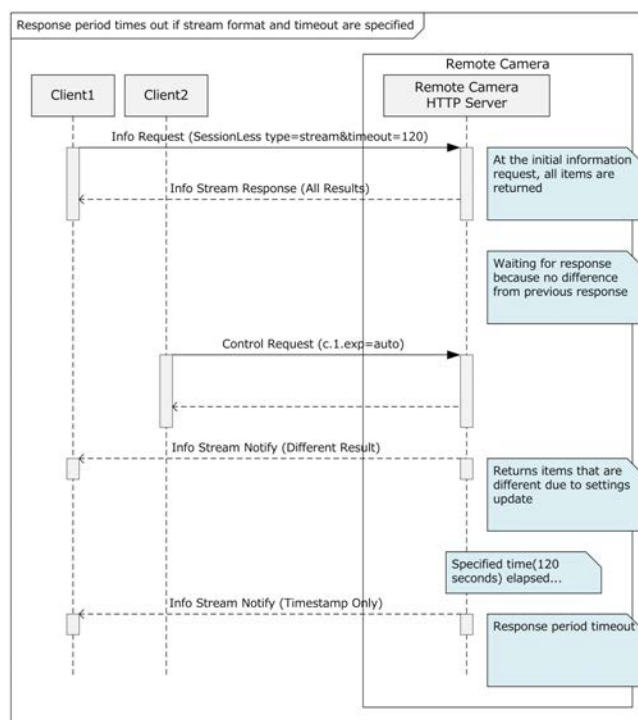 Response period times out if stream format and timeout are specified
Remote Camera
Client1
Client2
Remote Camera
HTTP Server
Info Request (SessionLess type=stream&timeout=120)
At the initial information
request, all items are
returned
Info Stream Response (All Results)
Waiting for response
because no difference
from previous response
Control Request (c.1.exp=auto)
Info Stream Notify (Different Result)
Returns items that are
different due to settings
update
Specified time(120
seconds) elapsed...
Info Stream Notify (Timestamp Only)
Response period timeout